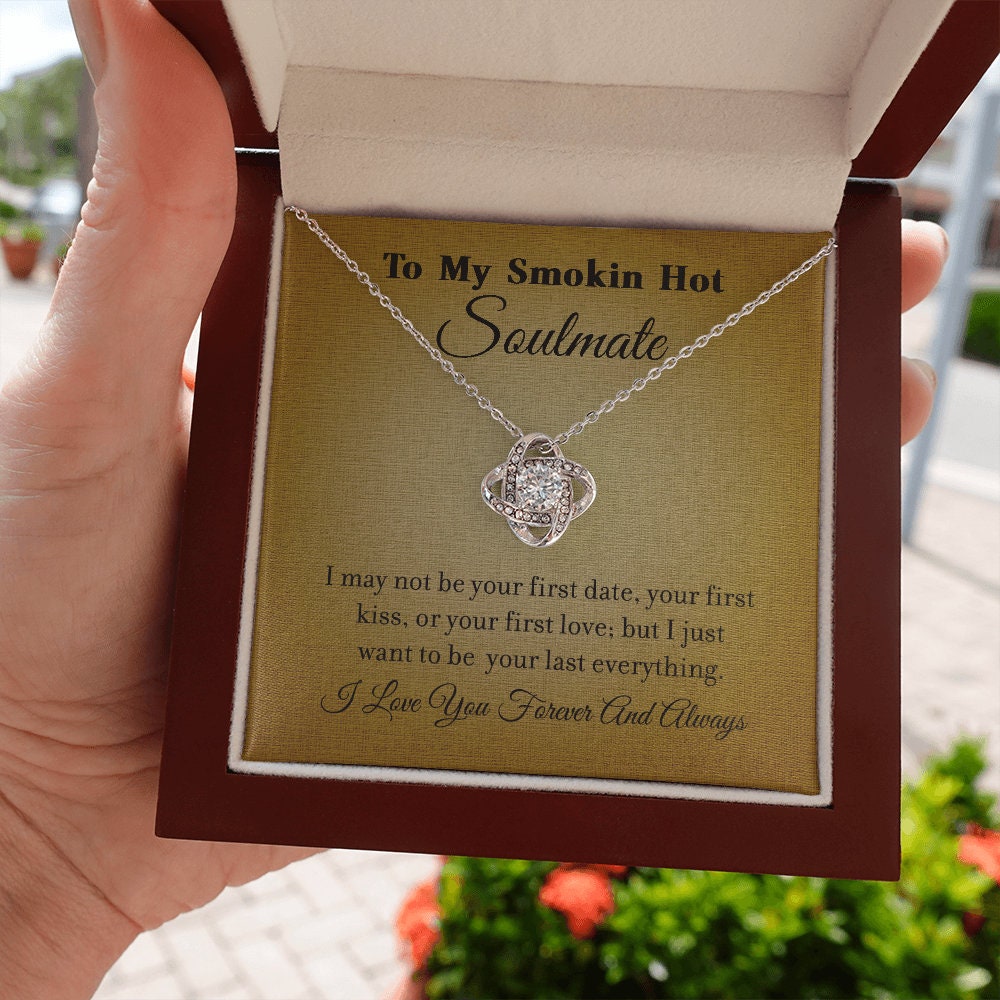 To My Smokin Hot
Soulmate
I may not be your first date, your first
kiss, or your first love; but I just
want to be your last everything.
I Love You Forever And Always